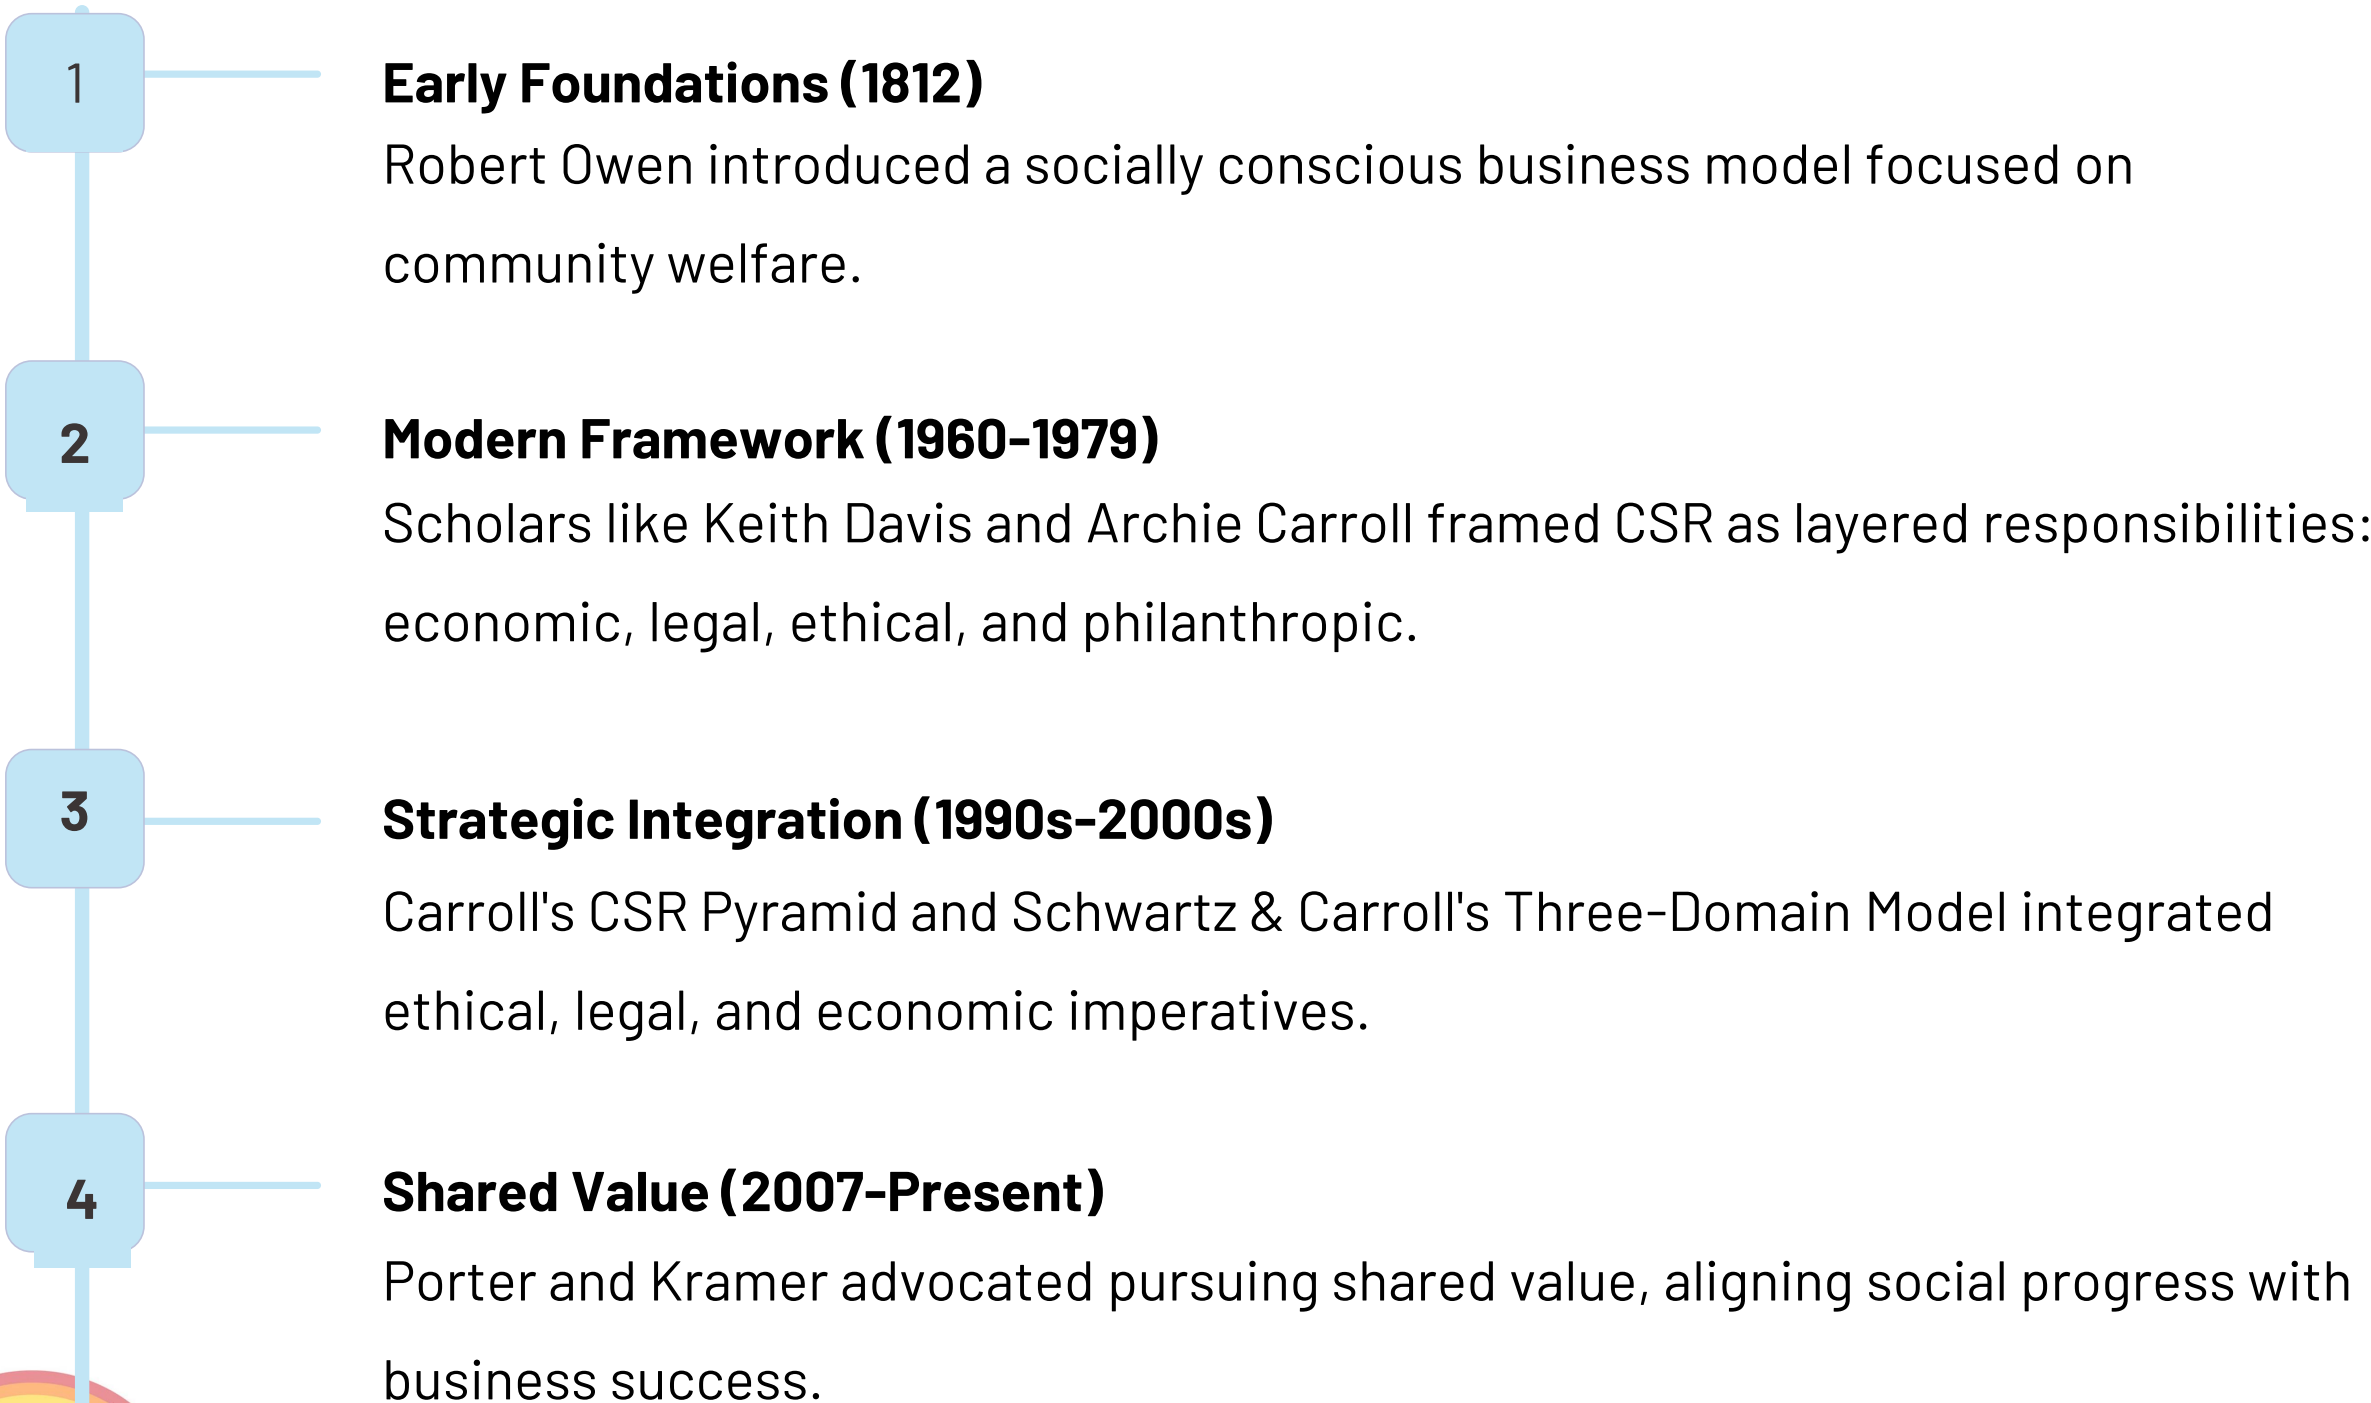 1
Early Foundations (1812)
Robert Owen introduced a socially conscious business model focused on
community welfare.
2
Modern Framework (1960-1979)
Scholars like Keith Davis and Archie Carroll framed CSR as layered responsibilities:
economic, legal, ethical, and philanthropic.
3
Strategic Integration (1990s-2000s)
Carroll's CSR Pyramid and Schwartz & Carroll's Three-Domain Model integrated
ethical, legal, and economic imperatives.
4
Shared Value (2007-Present)
Porter and Kramer advocated pursuing shared value, aligning social progress with
business success.